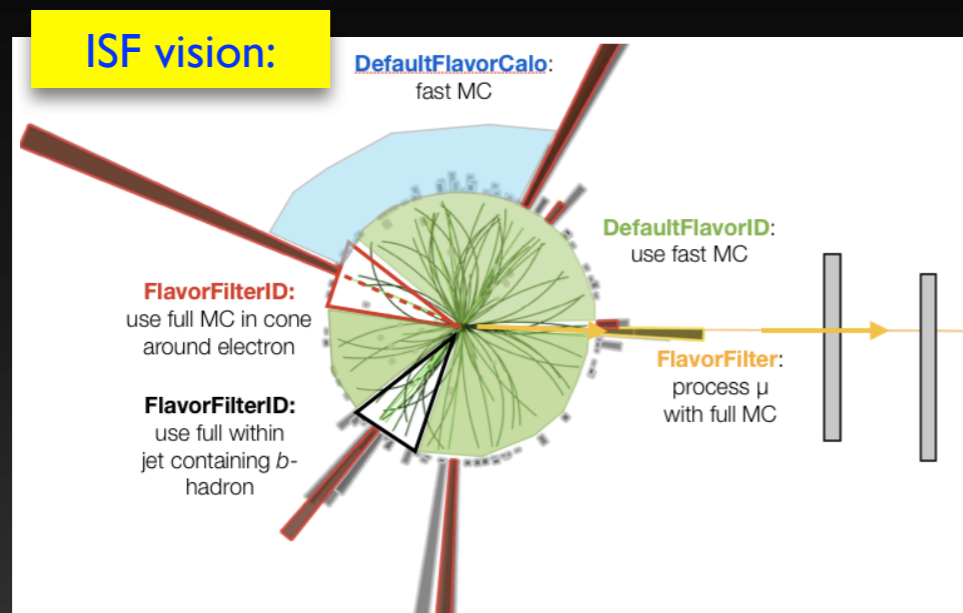 ISF vision:
DefaultFlavorCalo:
fast MC
DefaultFlavorID:
use fast MC
FlavorFilterID:
use full MC in cone
around electron
FlavorFilter:
process μ
with full MC
FlavorFilterID:
use full within
jet containing b-
hadron